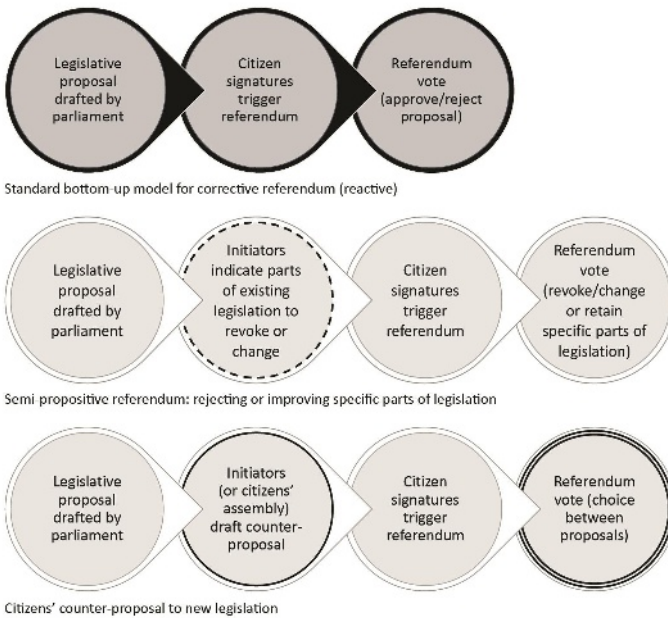 Legislative
proposal
drafted by
parliament
Citizen
signatures
trigger
referendum
Referendum
vote
(approve/reject
proposal)
Standard bottom-up model for corrective referendum (reactive)
Legislative
proposal
drafted by
parliament
Initiators
indicate parts
of existing
legislation to
revoke or
change
Citizen
signatures
trigger
referendum
Referendum
vote
(revoke/change
or retain
specific parts of
legislation)
Semi-propositive referendum: rejecting or improving specific parts of legislation
Legislative
proposal
drafted by
parliament
Initiators
(or citizens'
assembly)
draft counter-
proposal
Citizen
signatures
trigger
referendum
Referendum
vote (choice
between
proposals)
Citizens' counter-proposal to new legislation